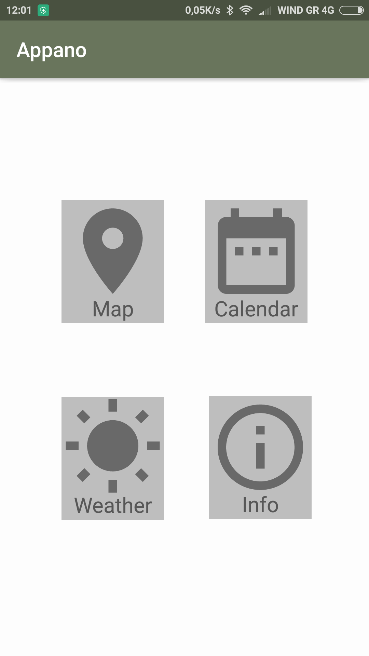 12:01 0,05K/s WIND GR 4G
Appano
Map Calendar
Weather Info